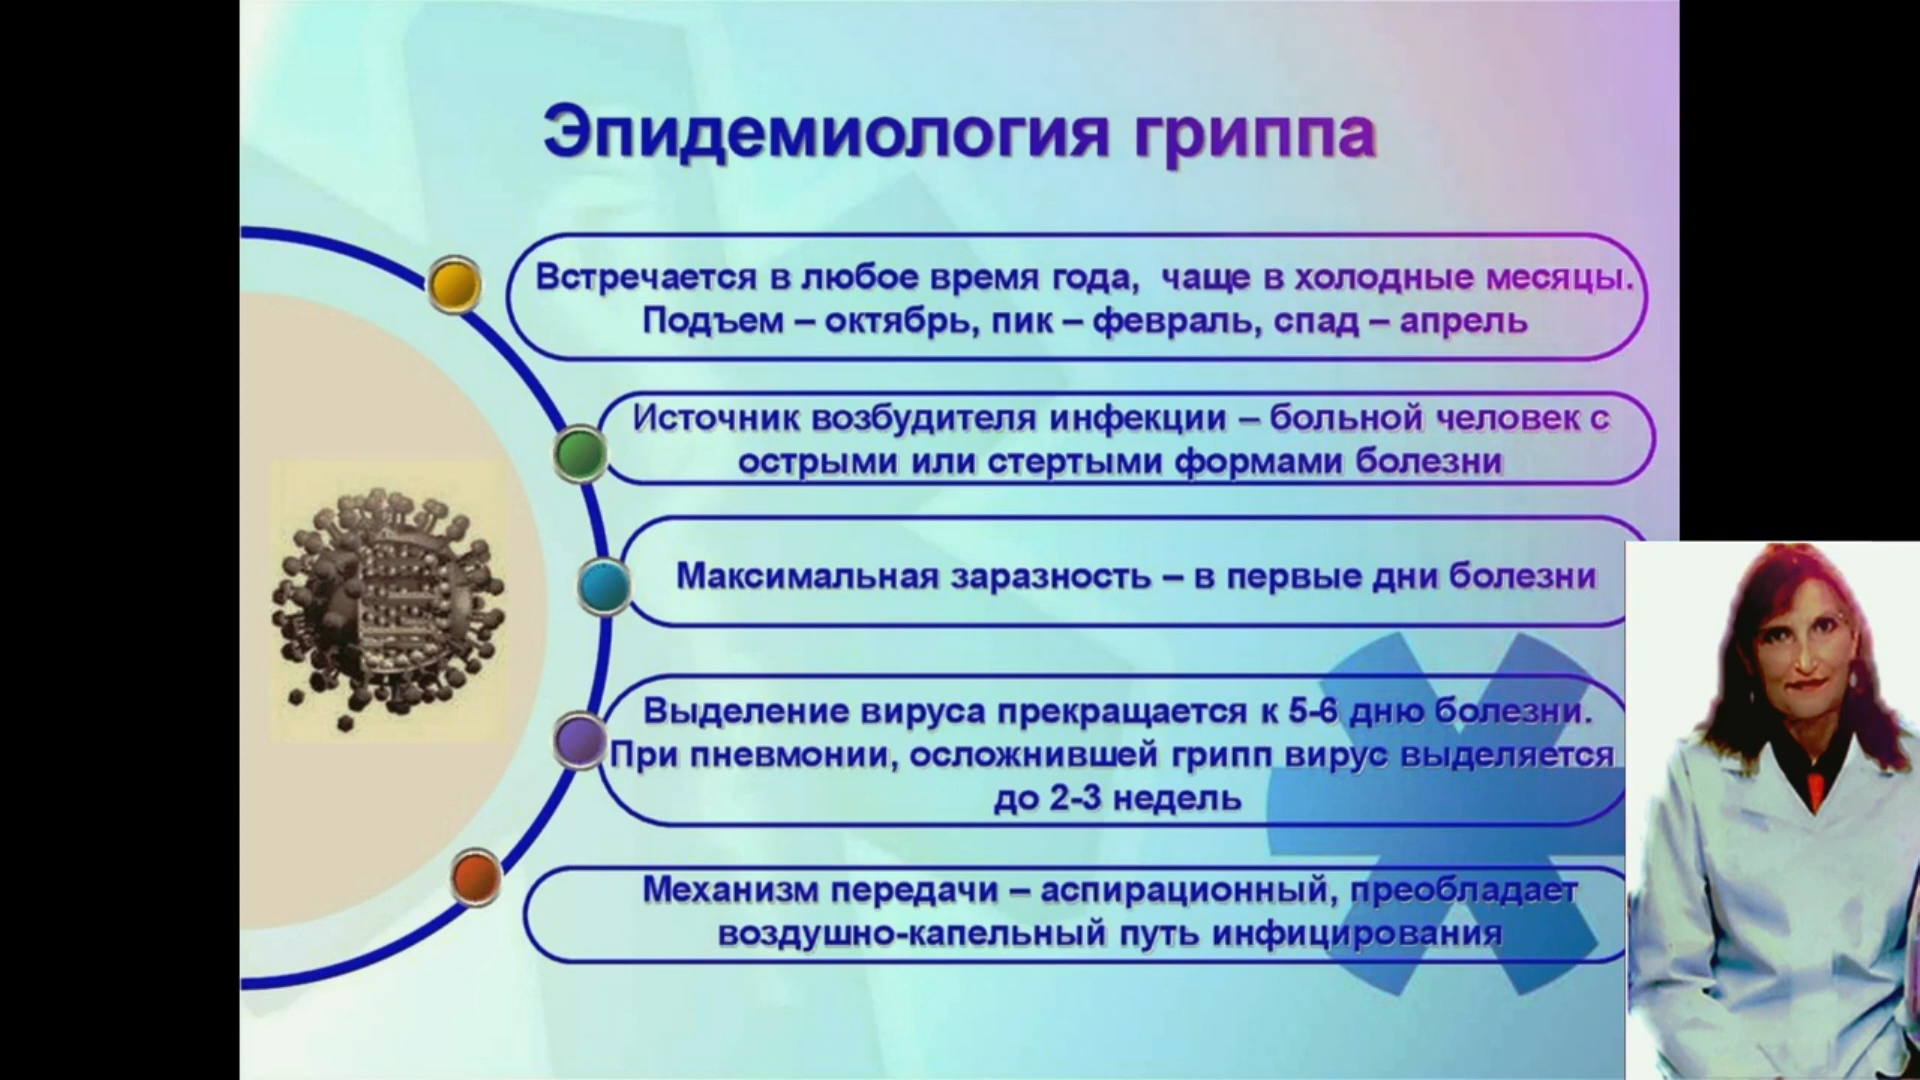 Эпидемиология гриппа
Встречается в любое время года, чаще в холодные месяцы.
Подъем – октябрь, пик – февраль, спад – апрель
Источник возбудителя инфекции – больной человек с
острыми или стертыми формами болезни
Максимальная заразность – в первые дни болезни
Выделение вируса прекращается к 5-6 дню болезни.
При пневмонии, осложнившей грипп вирус выделяется
до 2-3 недель
Механизм передачи – аспирационный, преобладает
воздушно-капельный путь инфицирования